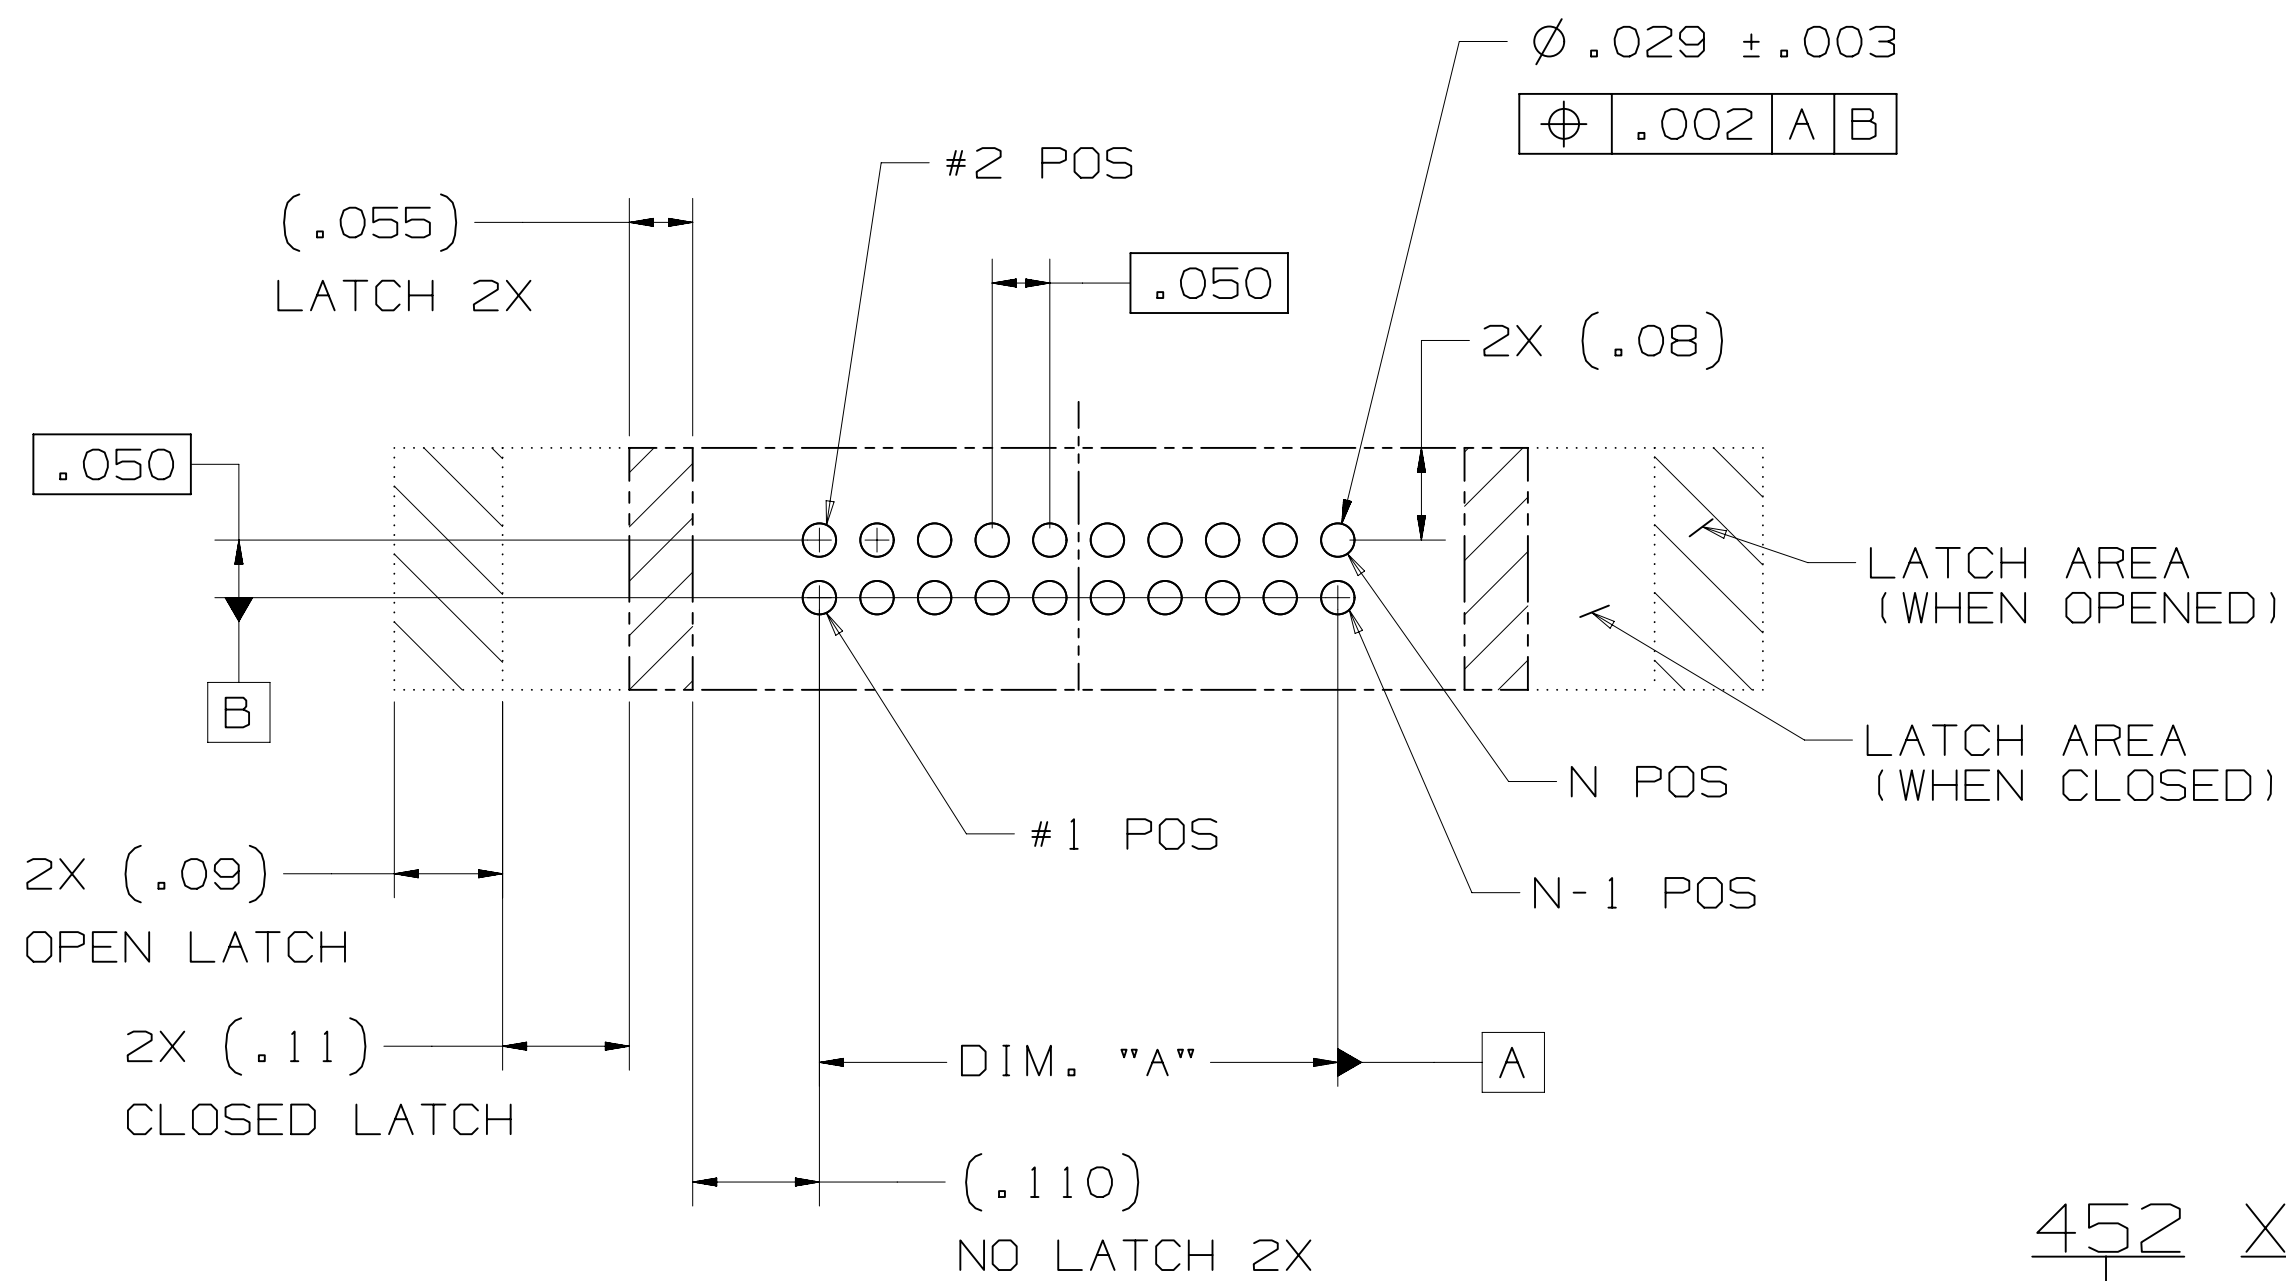 Ø .029 ±.003
⌖ .002 A B
#2 POS
(.055)
LATCH 2X
.050
2X (.08)
.050
LATCH AREA
(WHEN OPENED)
B
LATCH AREA
(WHEN CLOSED)
N POS
#1 POS
2X (.09)
OPEN LATCH
N-1 POS
2X (.11)
CLOSED LATCH
DIM. "A"
A
(.110)
NO LATCH 2X
452 X